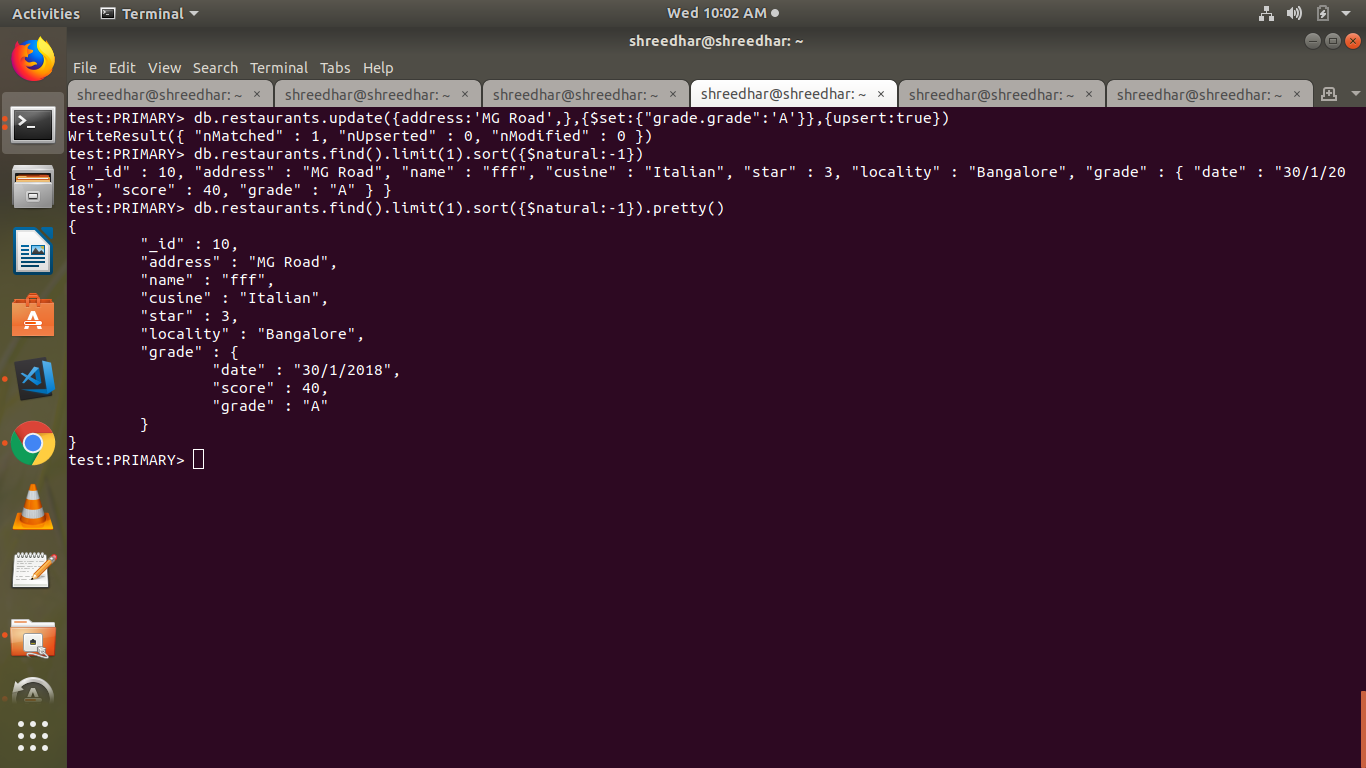 Activities Terminal Wed 10:02 AM
shreedhar@shreedhar: ~
File Edit View Search Terminal Tabs Help
shreedhar@shreedhar: ~ × shreedhar@shreedhar: ~ × shreedhar@shreedhar: ~ × shreedhar@shreedhar: ~ × shreedhar@shreedhar: ~ × shreedhar@shreedhar: ~ ×
test:PRIMARY> db.restaurants.update({address:'MG Road',},{$set:{"grade.grade":'A'}},{upsert:true})
WriteResult({ "nMatched" : 1, "nUpserted" : 0, "nModified" : 0 })
test:PRIMARY> db.restaurants.find().limit(1).sort({$natural:-1})
{ "_id" : 10, "address" : "MG Road", "name" : "fff", "cusine" : "Italian", "star" : 3, "locality" : "Bangalore", "grade" : { "date" : "30/1/20
18", "score" : 40, "grade" : "A" } }
test:PRIMARY> db.restaurants.find().limit(1).sort({$natural:-1}).pretty()
{
"_id" : 10,
"address" : "MG Road",
"name" : "fff",
"cusine" : "Italian",
"star" : 3,
"locality" : "Bangalore",
"grade" : {
"date" : "30/1/2018",
"score" : 40,
"grade" : "A"
}
}
test:PRIMARY>